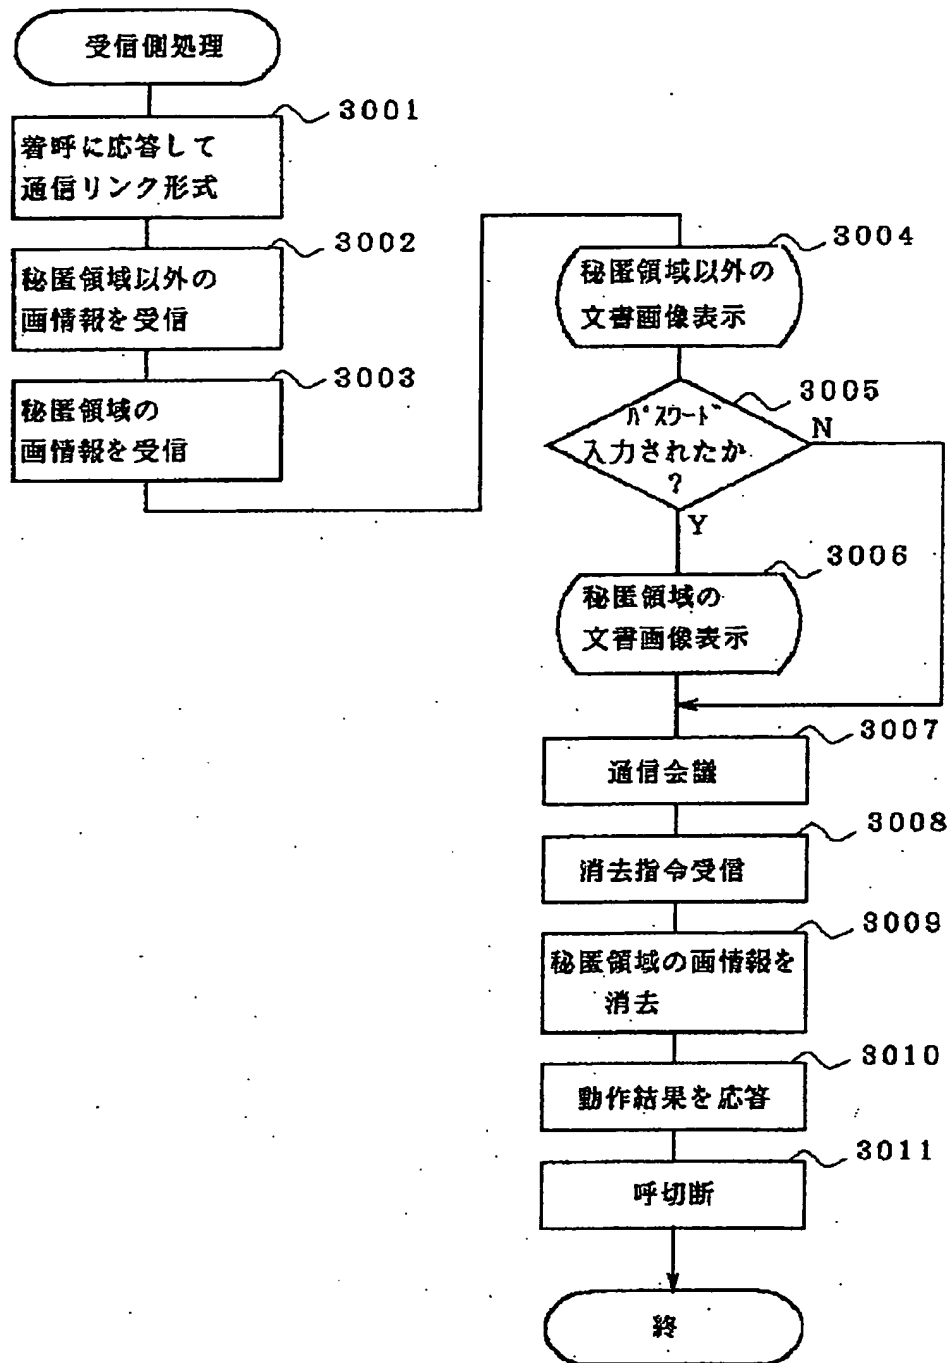 受信側処理
3001
着呼に応答して
通信リンク形式
3002
秘匿領域以外の
画情報を受信
3003
秘匿領域の
画情報を受信
3004
秘匿領域以外の
文書画像表示
3005
パスワード
入力されたか
?
N
Y
3006
秘匿領域の
文書画像表示
3007
通信会議
3008
消去指令受信
3009
秘匿領域の画情報を
消去
3010
動作結果を応答
3011
呼切断
終